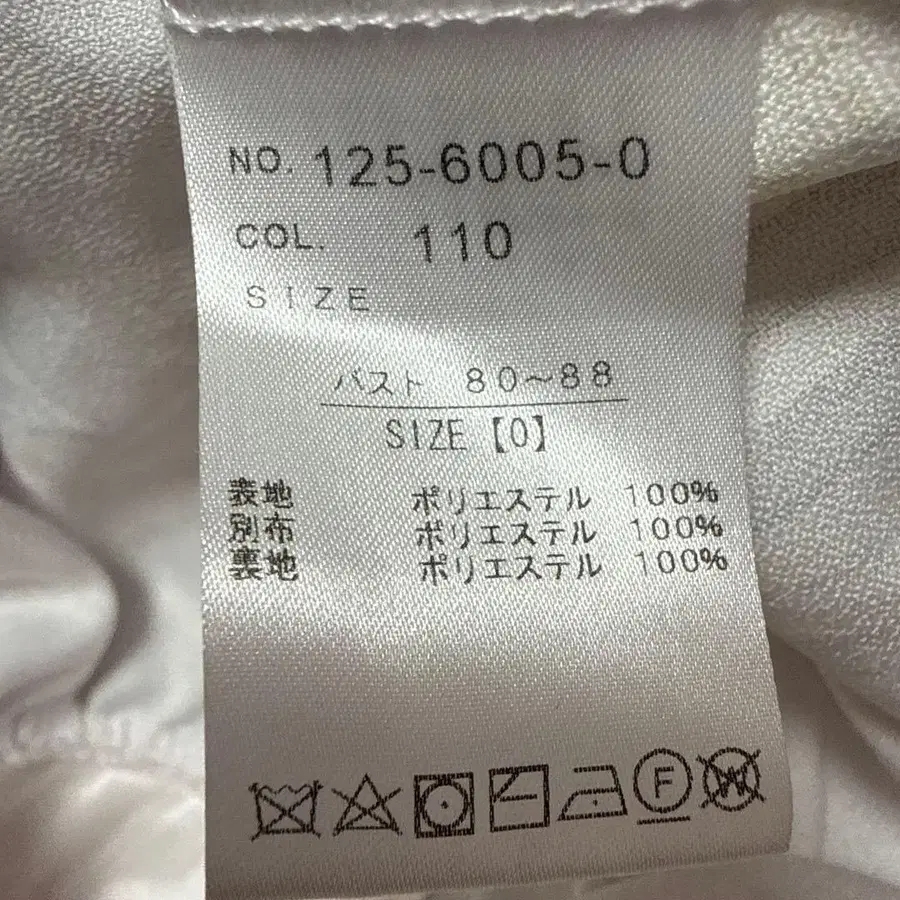 NO. 125-6005-0
COL. 110
SIZE
バスト 80~88
SIZE【0】
表地 ポリエステル 100%
別布 ポリエステル 100%
裏地 ポリエステル 100%
F W